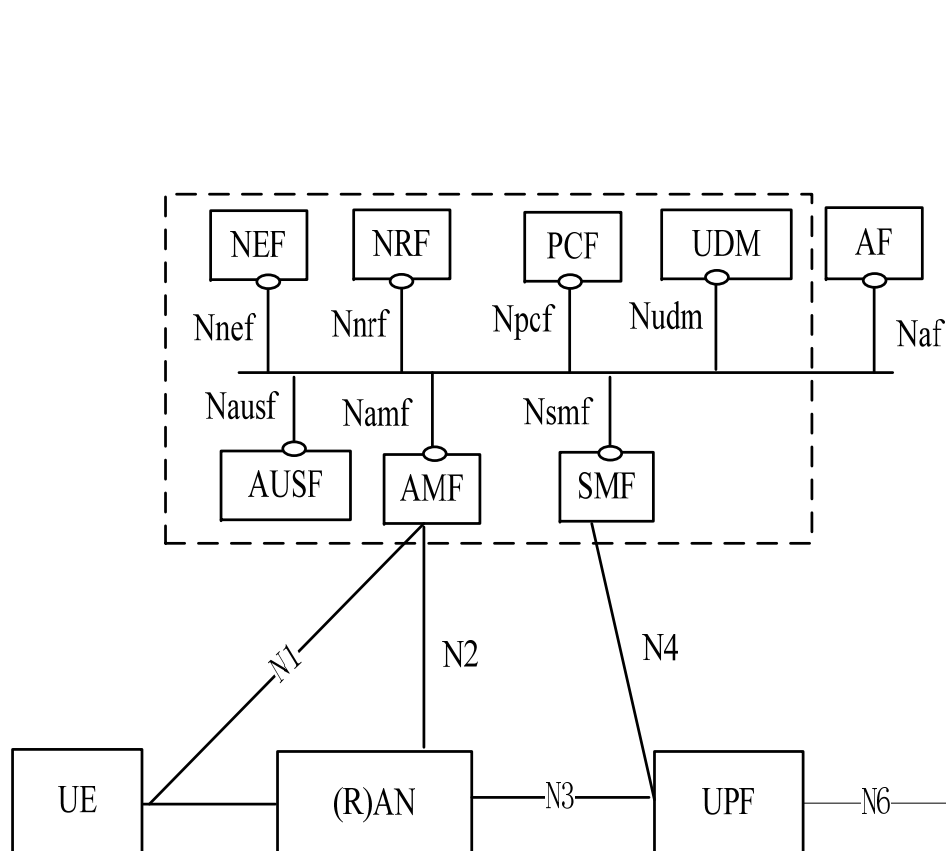 NEF NRF PCF UDM AF
Nnef Nnrf Npcf Nudm Naf
Nausf Namf Nsmf
AUSF AMF SMF
N1 N2 N4
UE (R)AN N3 UPF N6